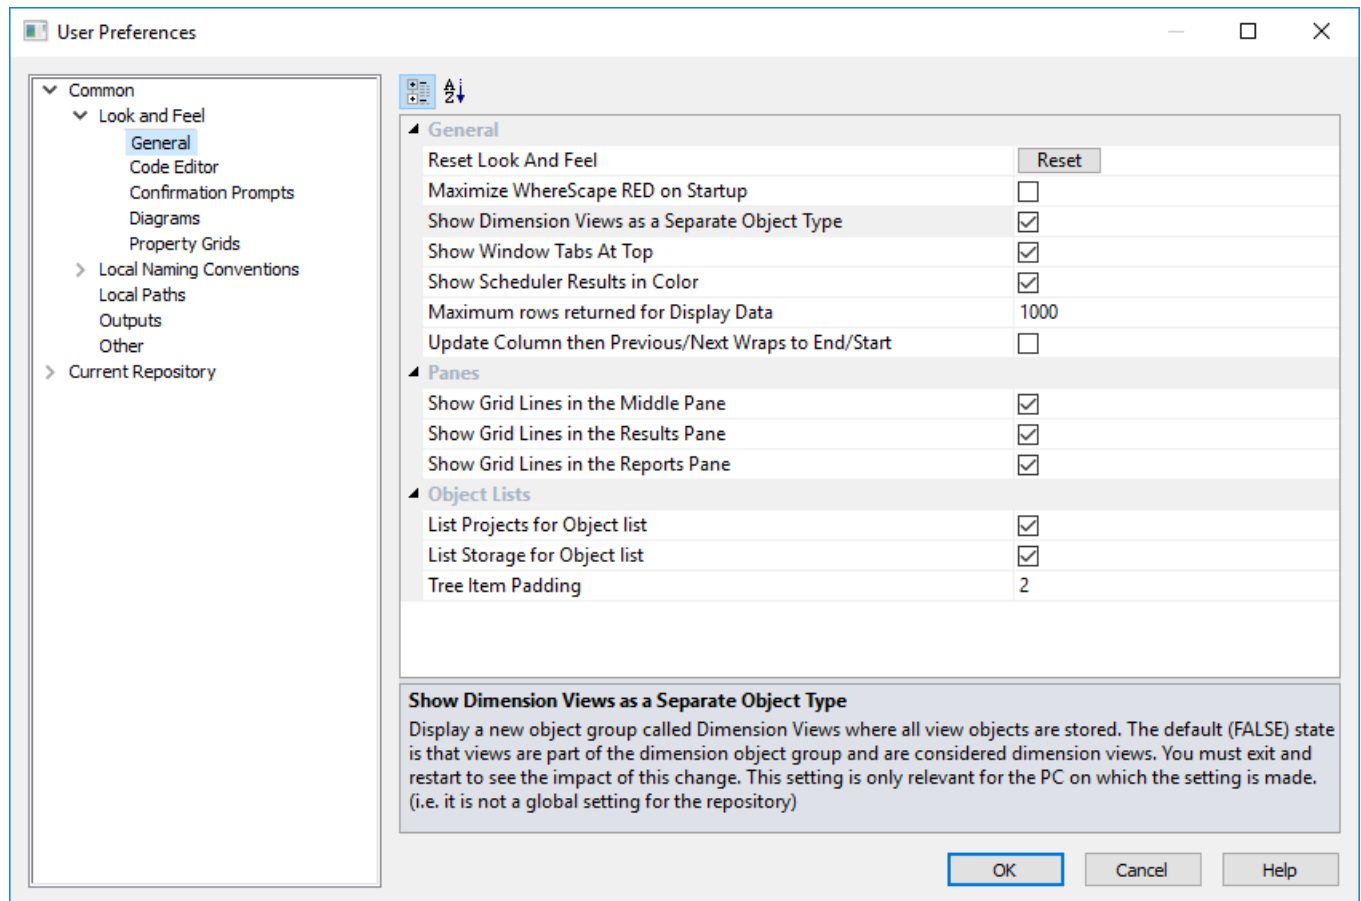 User Preferences
Common
Look and Feel
General
Code Editor
Confirmation Prompts
Diagrams
Property Grids
Local Naming Conventions
Local Paths
Outputs
Other
Current Repository
General
Reset Look And Feel Reset
Maximize WhereScape RED on Startup
Show Dimension Views as a Separate Object Type
Show Window Tabs At Top
Show Scheduler Results in Color
Maximum rows returned for Display Data 1000
Update Column then Previous/Next Wraps to End/Start
Panes
Show Grid Lines in the Middle Pane
Show Grid Lines in the Results Pane
Show Grid Lines in the Reports Pane
Object Lists
List Projects for Object list
List Storage for Object list
Tree Item Padding 2
Show Dimension Views as a Separate Object Type
Display a new object group called Dimension Views where all view objects are stored. The default (FALSE) state
is that views are part of the dimension object group and are considered dimension views. You must exit and
restart to see the impact of this change. This setting is only relevant for the PC on which the setting is made.
(i.e. it is not a global setting for the repository)
OK Cancel Help